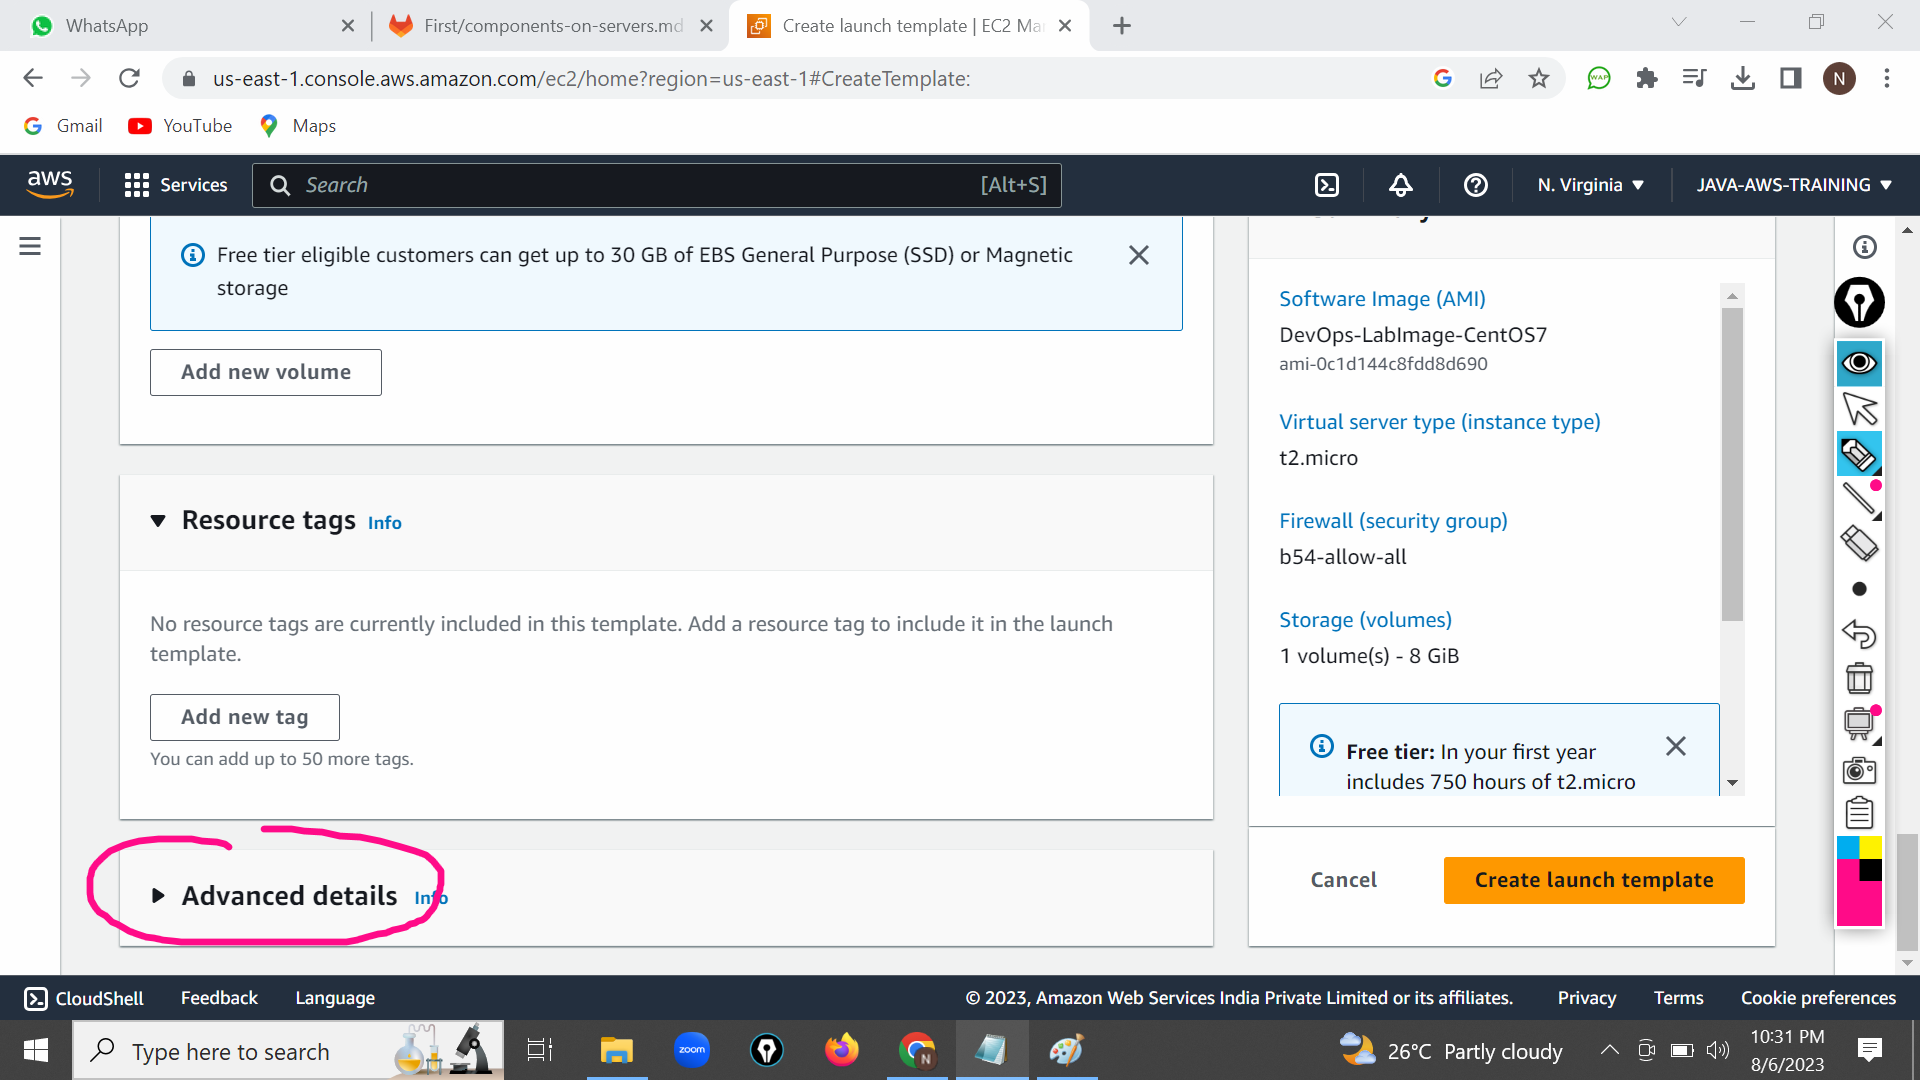 WhatsApp
First/components-on-servers.md
Create launch template | EC2 Ma
us-east-1.console.aws.amazon.com/ec2/home?region=us-east-1#CreateTemplate:
WAP
N
Gmail
YouTube
Maps
aws
Services
Search
[Alt+S]
N. Virginia
JAVA-AWS-TRAINING
Free tier eligible customers can get up to 30 GB of EBS General Purpose (SSD) or Magnetic
storage
Add new volume
Resource tags Info
No resource tags are currently included in this template. Add a resource tag to include it in the launch
template.
Add new tag
You can add up to 50 more tags.
Advanced details Info
Software Image (AMI)
DevOps-LabImage-CentOS7
ami-0c1d144c8fdd8d690
Virtual server type (instance type)
t2.micro
Firewall (security group)
b54-allow-all
Storage (volumes)
1 volume(s) - 8 GiB
Free tier: In your first year
includes 750 hours of t2.micro
Cancel
Create launch template
CloudShell
Feedback
Language
© 2023, Amazon Web Services India Private Limited or its affiliates.
Privacy
Terms
Cookie preferences
Type here to search
zoom
N
26°C Partly cloudy
10:31 PM
8/6/2023